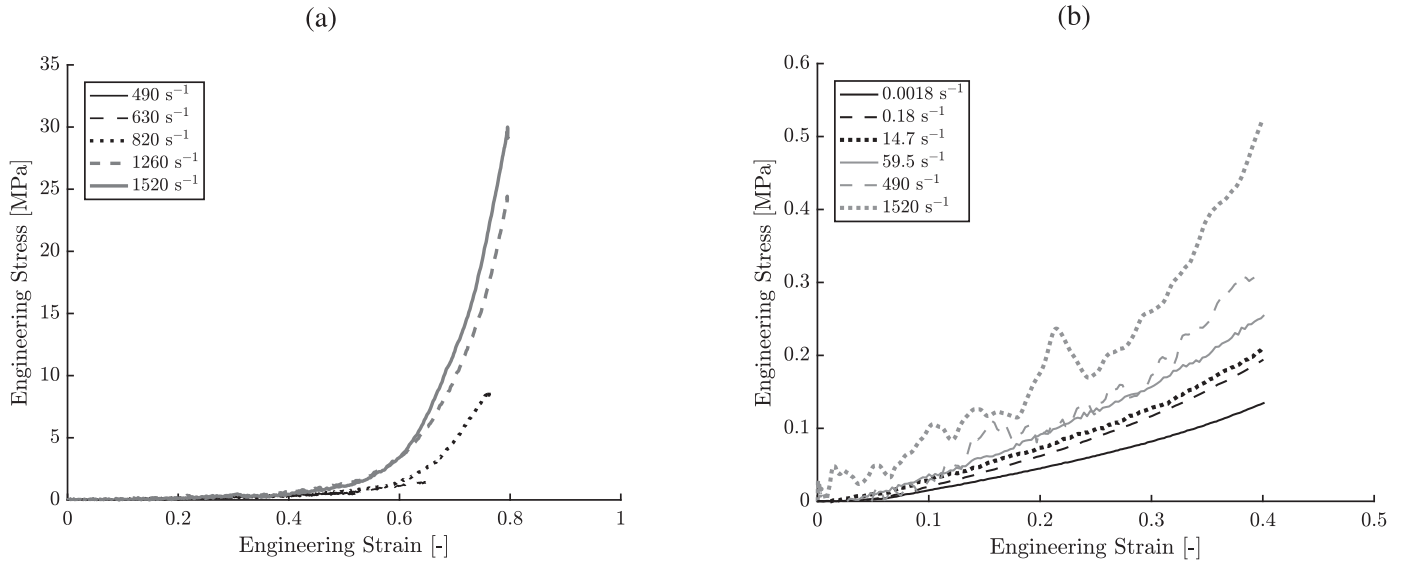 (a)
35
30
25
20
15
10
5
0
Engineering Stress [MPa]
490 s⁻¹
630 s⁻¹
820 s⁻¹
1260 s⁻¹
1520 s⁻¹
0 0.2 0.4 0.6 0.8 1
Engineering Strain [-]
(b)
0.6
0.5
0.4
0.3
0.2
0.1
0
Engineering Stress [MPa]
0.0018 s⁻¹
0.18 s⁻¹
14.7 s⁻¹
59.5 s⁻¹
490 s⁻¹
1520 s⁻¹
0 0.1 0.2 0.3 0.4 0.5
Engineering Strain [-]